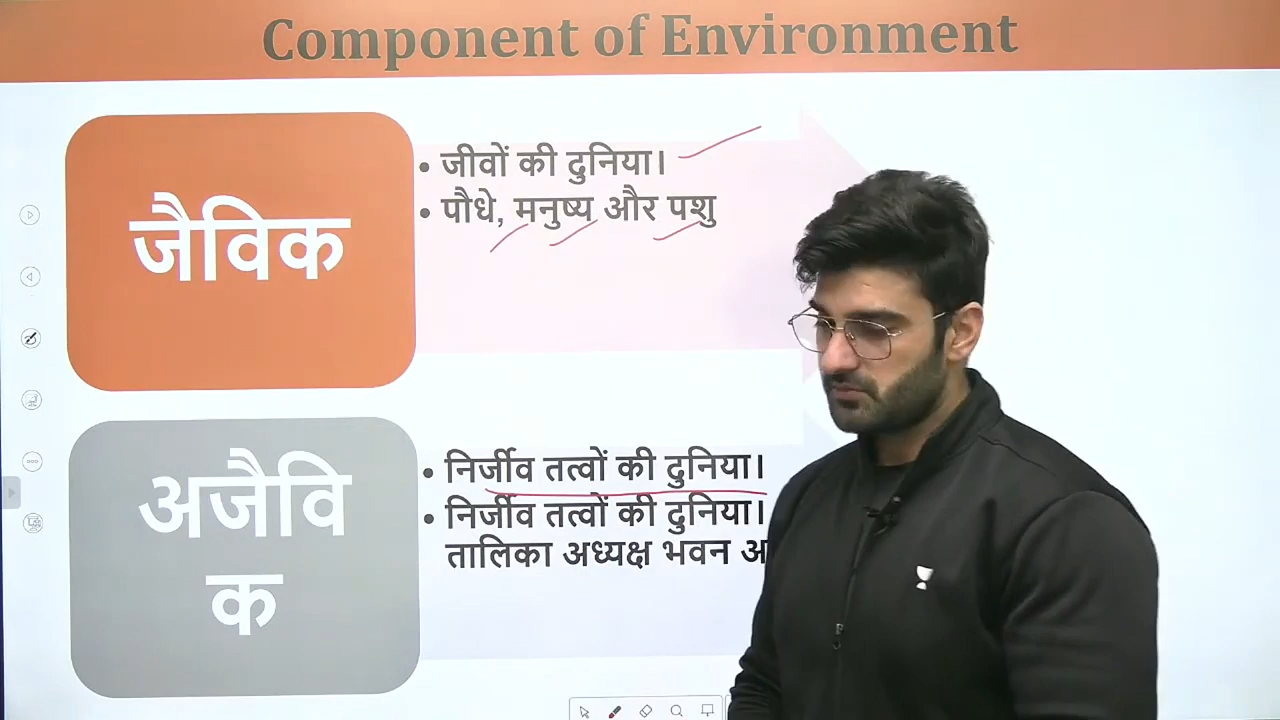 Component of Environment
जैविक
• जीवों की दुनिया।
• पौधे, मनुष्य और पशु
अजैवि
क
• निर्जीव तत्वों की दुनिया।
• निर्जीव तत्वों की दुनिया।
तालिका अध्यक्ष भवन